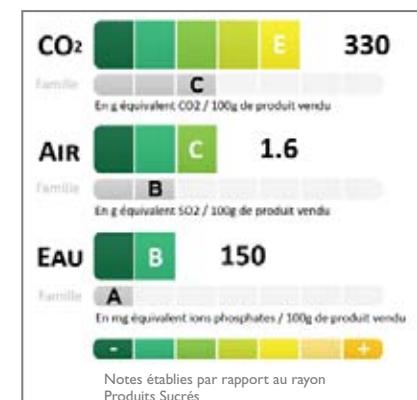 CO2 E 330
Famille C
En g équivalent CO2 / 100g de produit vendu
AIR C 1.6
Famille B
En g équivalent SO2 / 100g de produit vendu
EAU B 150
Famille A
En mg équivalent ions phosphates / 100g de produit vendu
- +
Notes établies par rapport au rayon
Produits Sucrés